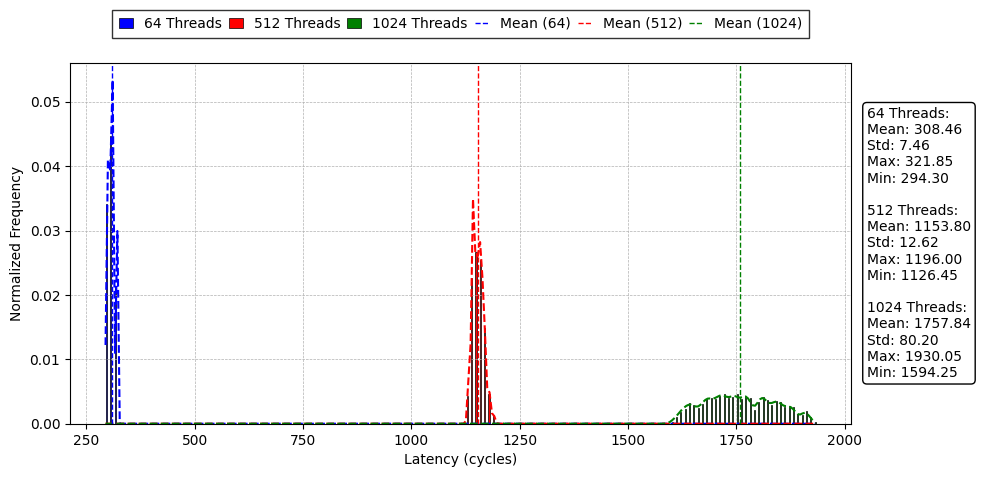 64 Threads 512 Threads 1024 Threads Mean (64) Mean (512) Mean (1024)
0.05
0.04
0.03
0.02
0.01
0.00
Normalized Frequency
250 500 750 1000 1250 1500 1750 2000
Latency (cycles)
64 Threads:
Mean: 308.46
Std: 7.46
Max: 321.85
Min: 294.30
512 Threads:
Mean: 1153.80
Std: 12.62
Max: 1196.00
Min: 1126.45
1024 Threads:
Mean: 1757.84
Std: 80.20
Max: 1930.05
Min: 1594.25